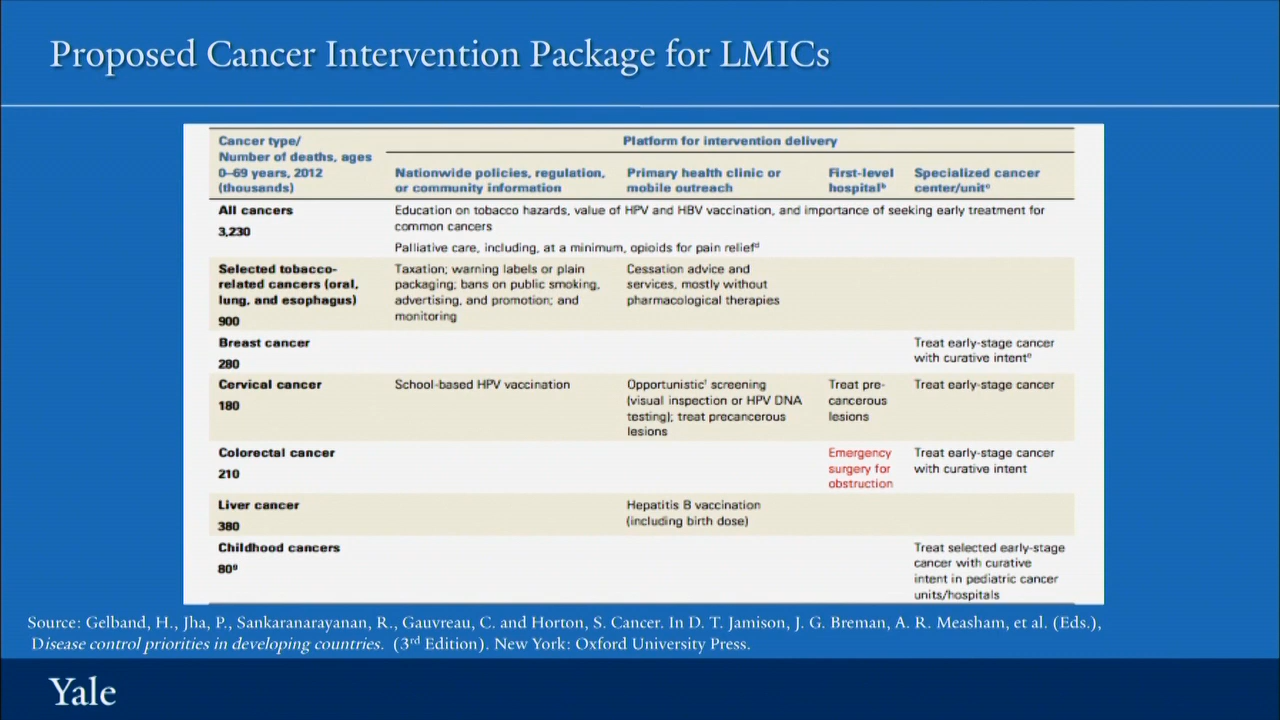 Proposed Cancer Intervention Package for LMICs
Cancer type/
Number of deaths, ages
0–69 years, 2012
(thousands)
Platform for intervention delivery
Nationwide policies, regulation,
or community information
Primary health clinic or
mobile outreach
First-level
hospitalᵇ
Specialized cancer
center/unitᶜ
All cancers
3,230
Education on tobacco hazards, value of HPV and HBV vaccination, and importance of seeking early treatment for
common cancers
Palliative care, including, at a minimum, opioids for pain reliefᵈ
Selected tobacco-
related cancers (oral,
lung, and esophagus)
900
Taxation; warning labels or plain
packaging; bans on public smoking,
advertising, and promotion; and
monitoring
Cessation advice and
services, mostly without
pharmacological therapies
Breast cancer
280
Treat early-stage cancer
with curative intentᵉ
Cervical cancer
180
School-based HPV vaccination
Opportunisticᶠ screening
(visual inspection or HPV DNA
testing); treat precancerous
lesions
Treat pre-
cancerous
lesions
Treat early-stage cancer
Colorectal cancer
210
Emergency
surgery for
obstruction
Treat early-stage cancer
with curative intent
Liver cancer
380
Hepatitis B vaccination
(including birth dose)
Childhood cancers
80ᵍ
Treat selected early-stage
cancer with curative
intent in pediatric cancer
units/hospitals
Source: Gelband, H., Jha, P., Sankaranarayanan, R., Gauvreau, C. and Horton, S. Cancer. In D. T. Jamison, J. G. Breman, A. R. Measham, et al. (Eds.),
Disease control priorities in developing countries. (3rd Edition). New York: Oxford University Press.
Yale